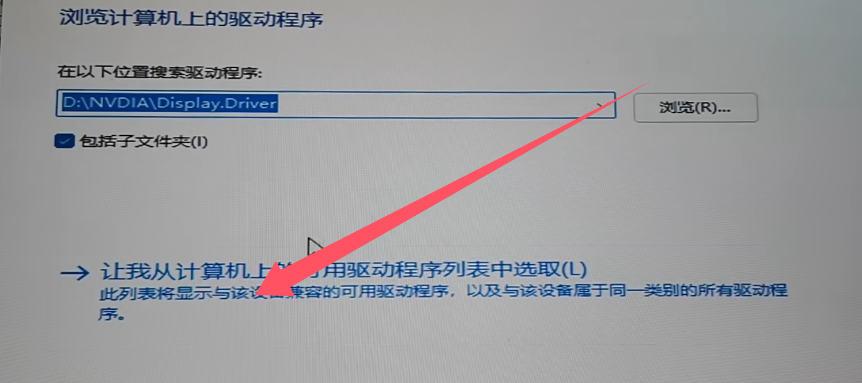 浏览计算机上的驱动程序
在以下位置搜索驱动程序:
D:\NVDIA\Display.Driver
浏览(R)...
包括子文件夹(I)
让我从计算机上的可用驱动程序列表中选取(L)
此列表将显示与该设备兼容的可用驱动程序，以及与该设备属于同一类别的所有驱动程
序。